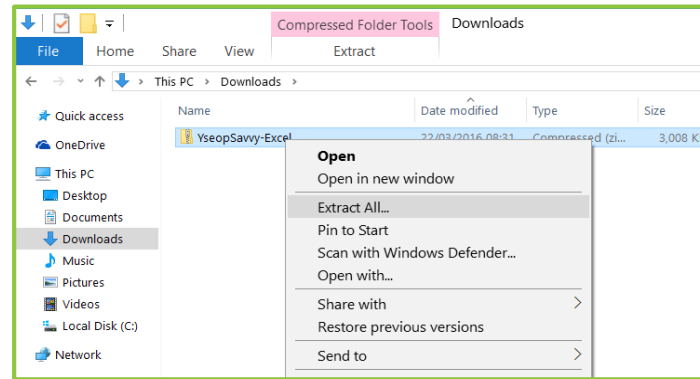 Compressed Folder Tools Downloads
File Home Share View Extract
This PC > Downloads >
Name Date modified Type Size
Quick access
OneDrive
This PC
Desktop
Documents
Downloads
Music
Pictures
Videos
Local Disk (C:)
Network
YseopSavvy-Excel 22/03/2016 08:31 Compressed (zi... 3,008 K
Open
Open in new window
Extract All...
Pin to Start
Scan with Windows Defender...
Open with...
Share with
Restore previous versions
Send to